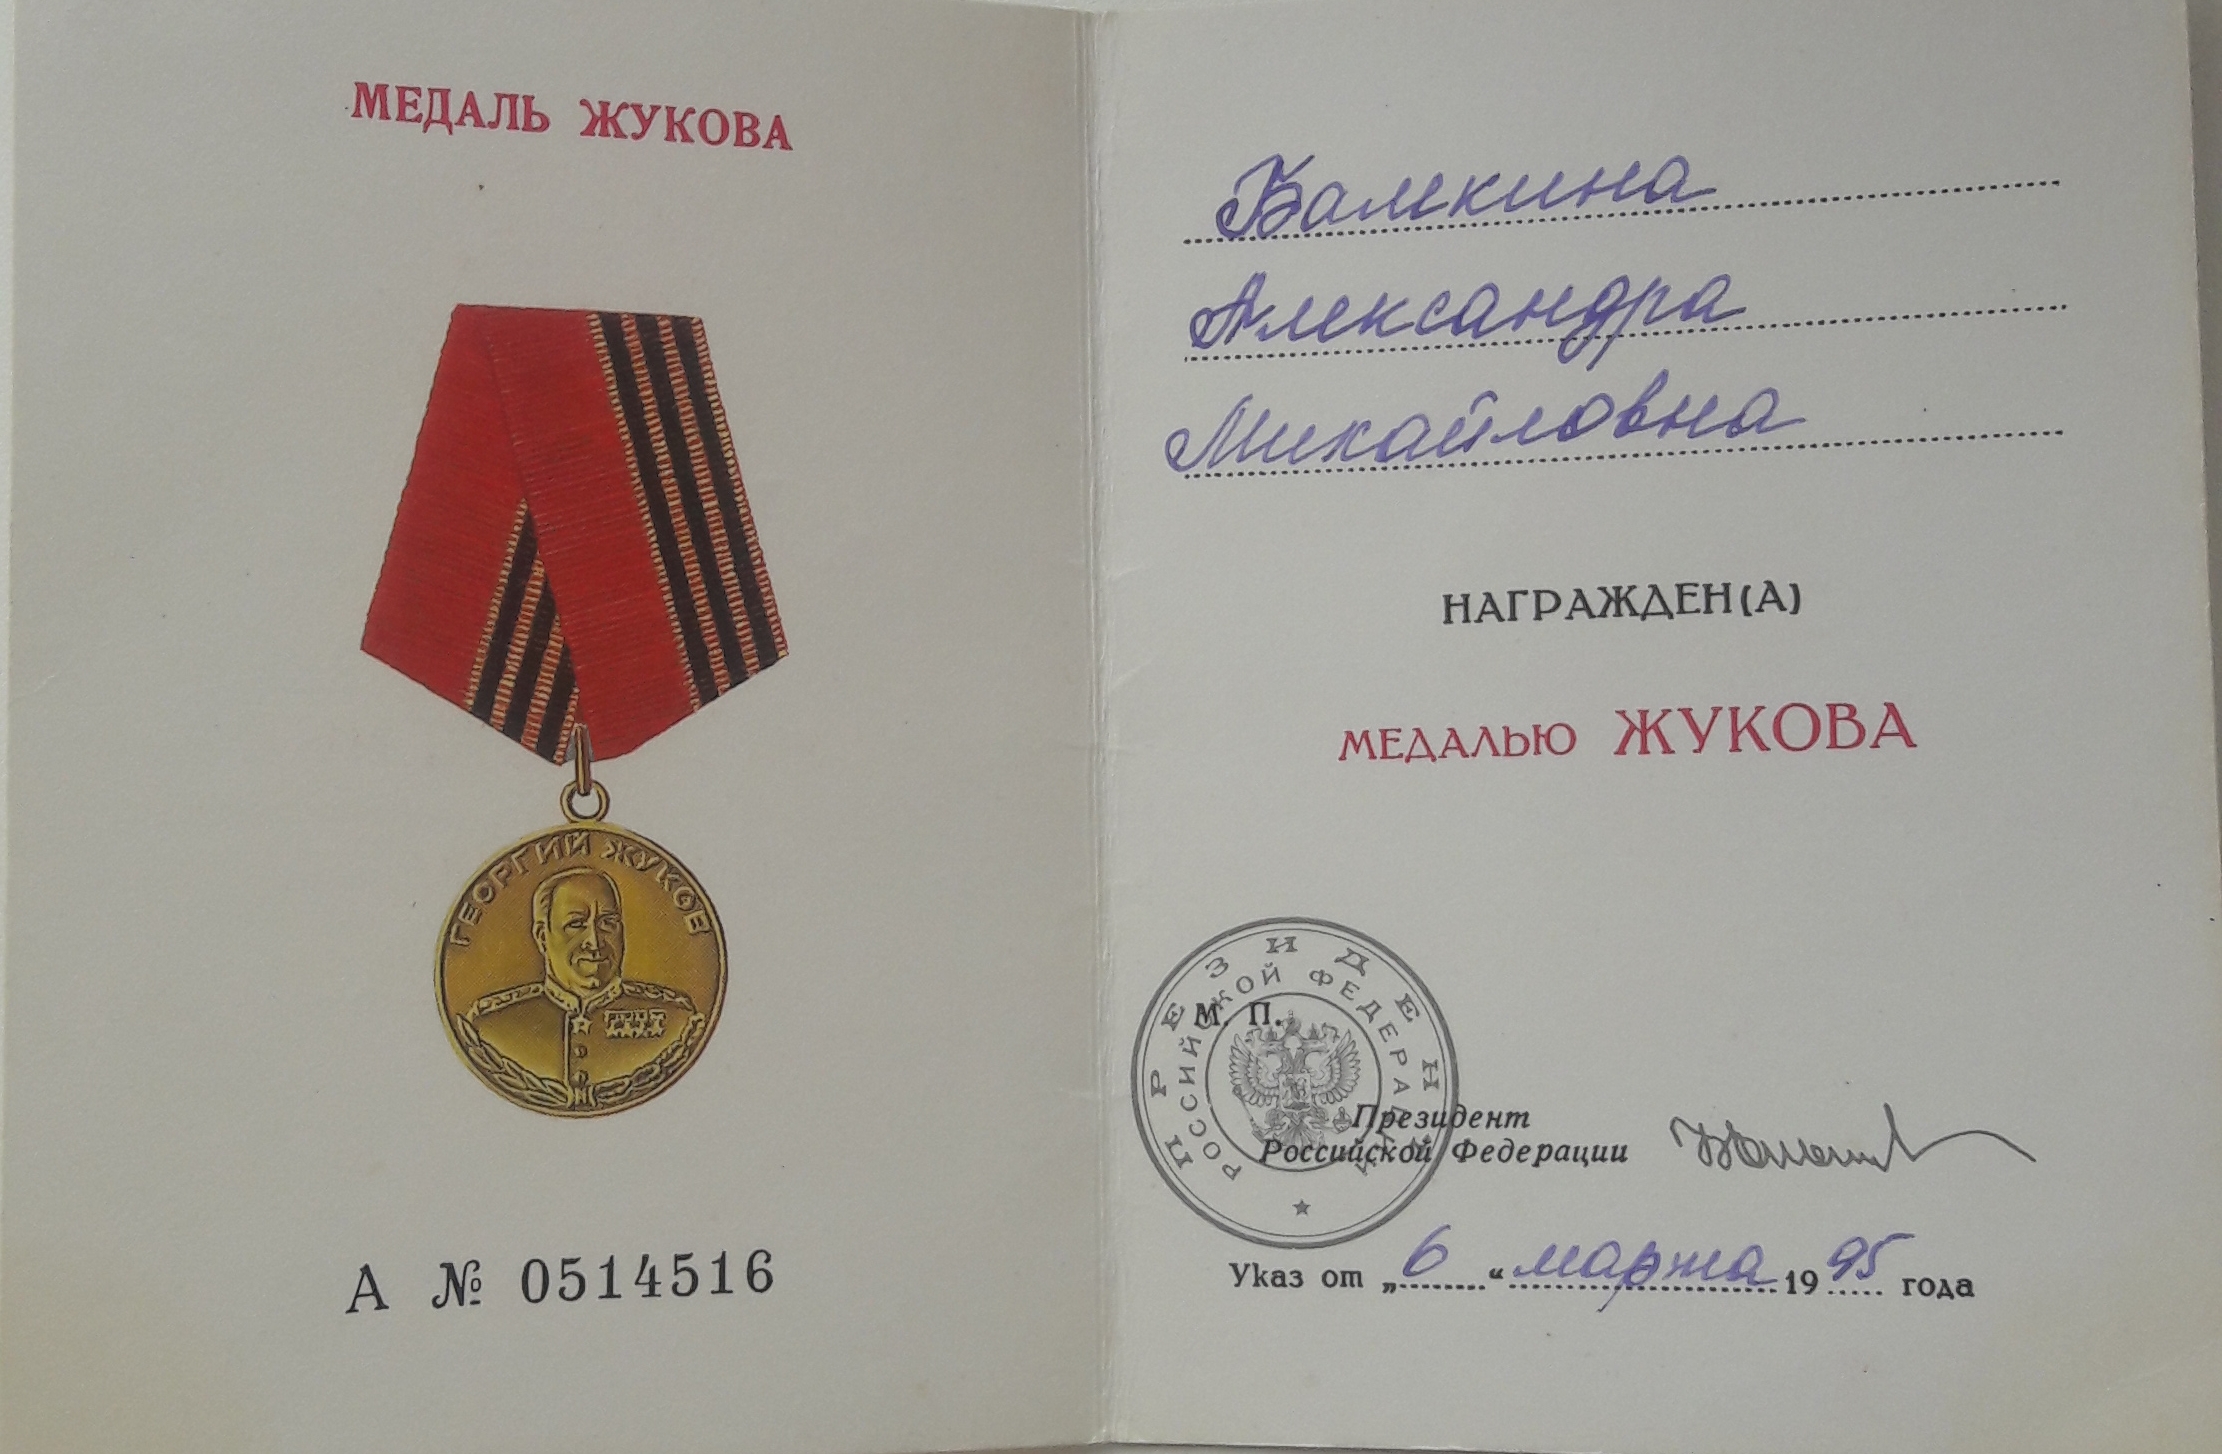 МЕДАЛЬ ЖУКОВА
ГЕОРГИЙ ЖУКОВ
А № 0514516
Камкина
Александра
Михайловна
НАГРАЖДЕН(А)
МЕДАЛЬЮ ЖУКОВА
ПРЕЗИДЕНТ
РОССИЙСКОЙ ФЕДЕРАЦИИ
М. П.
Президент
Российской Федерации
Указ от „6“ марта 1995 года